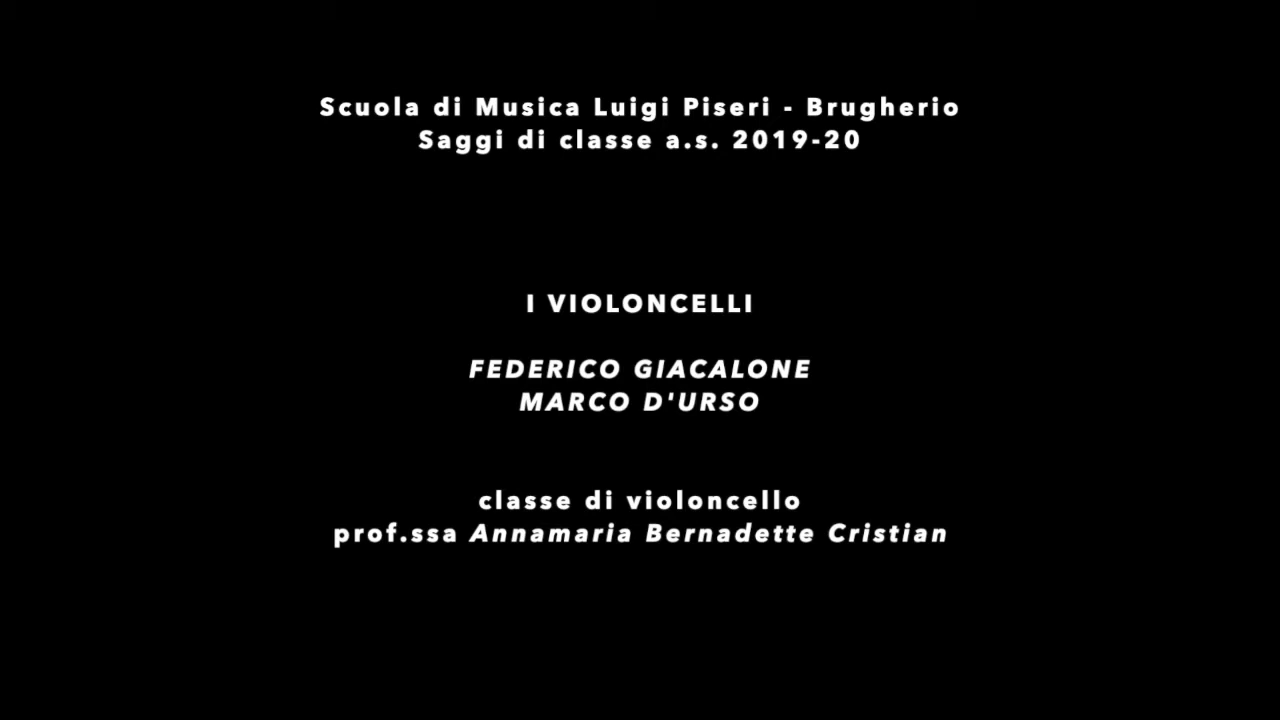 Scuola di Musica Luigi Piseri - Brugherio
Saggi di classe a.s. 2019-20
I VIOLONCELLI
FEDERICO GIACALONE
MARCO D'URSO
classe di violoncello
prof.ssa Annamaria Bernadette Cristian